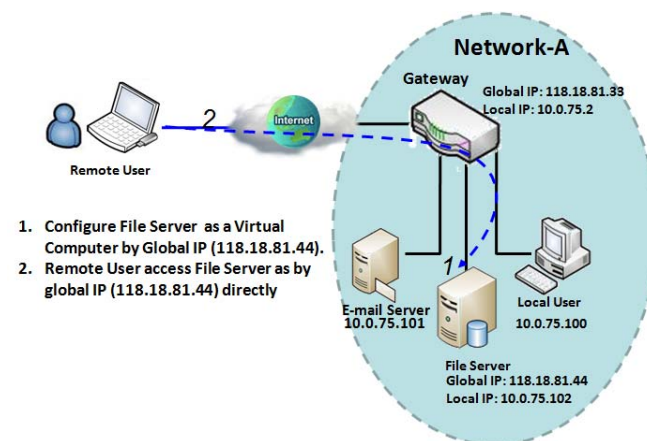 Network-A
Gateway
Global IP: 118.18.81.33
Local IP: 10.0.75.2
2
Internet
Remote User
1. Configure File Server as a Virtual
Computer by Global IP (118.18.81.44).
2. Remote User access File Server as by
global IP (118.18.81.44) directly
1
E-mail Server
10.0.75.101
Local User
10.0.75.100
File Server
Global IP: 118.18.81.44
Local IP: 10.0.75.102